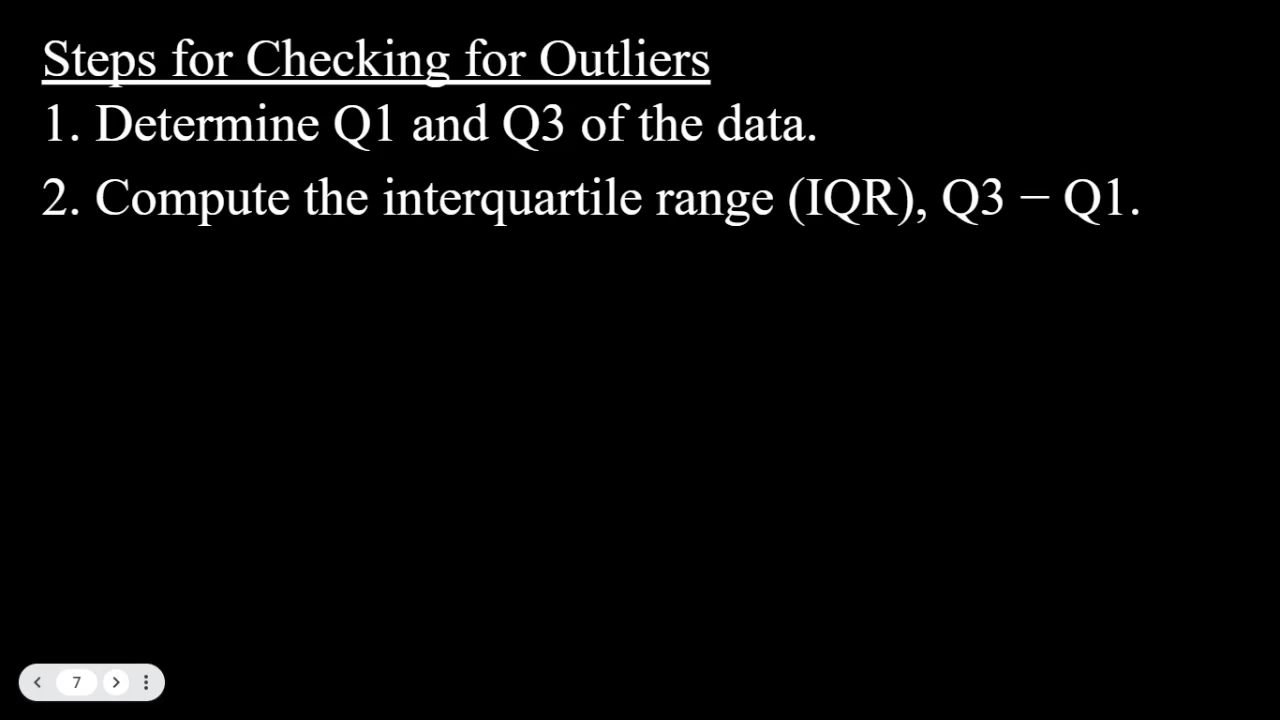 Steps for Checking for Outliers
1. Determine Q1 and Q3 of the data.
2. Compute the interquartile range (IQR), Q3 − Q1.
7